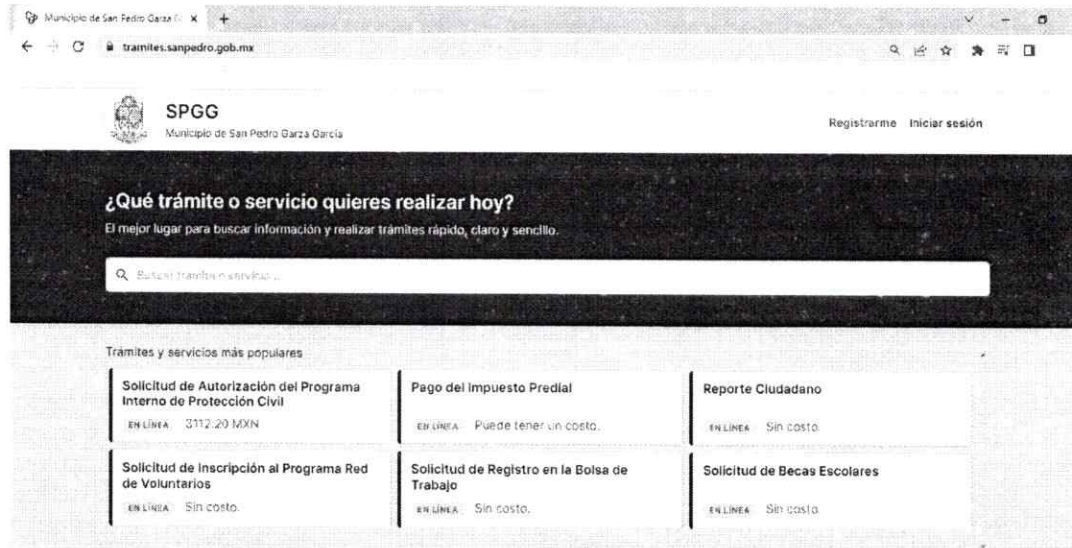 Municipio de San Pedro Garza G
tramites.sanpedro.gob.mx
SPGG
Municipio de San Pedro Garza García
Registrarme Iniciar sesión
¿Qué trámite o servicio quieres realizar hoy?
El mejor lugar para buscar información y realizar trámites rápido, claro y sencillo.
Buscar tramite o servicio ...
Trámites y servicios más populares
Solicitud de Autorización del Programa
Interno de Protección Civil
EN LÍNEA 3112.20 MXN
Pago del Impuesto Predial
EN LÍNEA Puede tener un costo.
Reporte Ciudadano
EN LÍNEA Sin costo.
Solicitud de Inscripción al Programa Red
de Voluntarios
EN LÍNEA Sin costo.
Solicitud de Registro en la Bolsa de
Trabajo
EN LÍNEA Sin costo.
Solicitud de Becas Escolares
EN LÍNEA Sin costo.